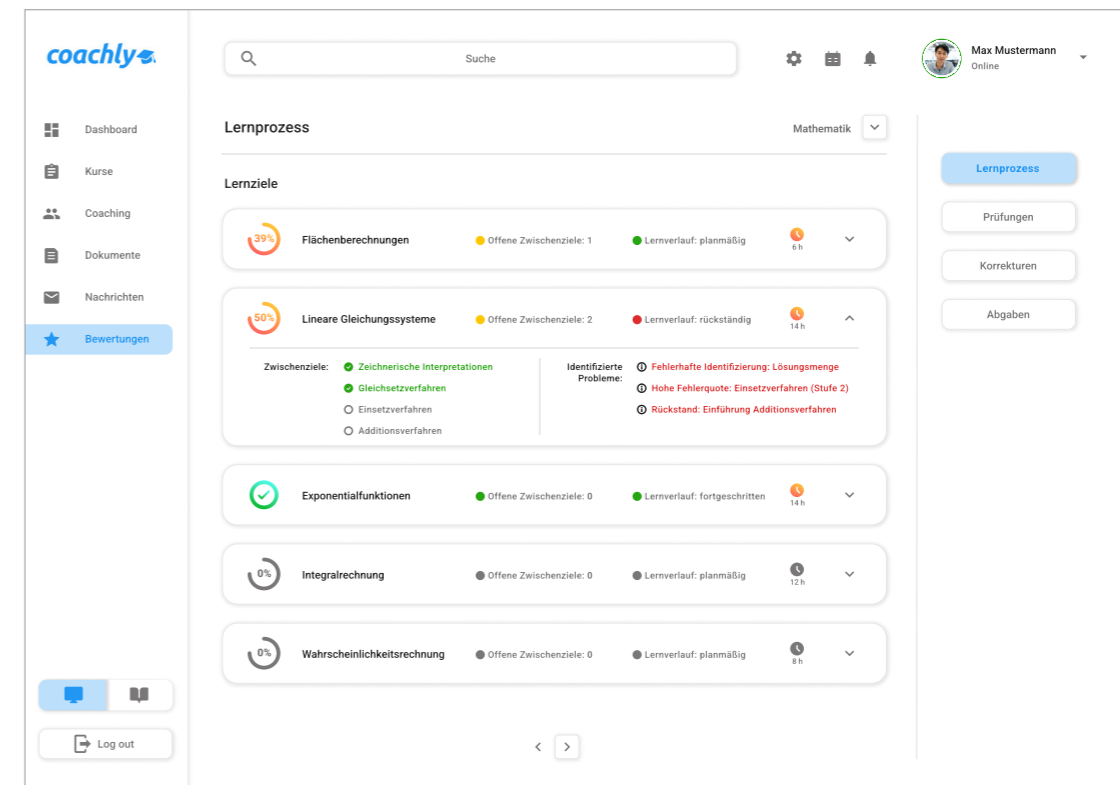 coachly
Suche
Max Mustermann
Online
Dashboard
Kurse
Coaching
Dokumente
Nachrichten
Bewertungen
Log out
Lernprozess
Mathematik
Lernziele
39%
Flächenberechnungen
Offene Zwischenziele: 1
Lernverlauf: planmäßig
6 h
50%
Lineare Gleichungssysteme
Offene Zwischenziele: 2
Lernverlauf: rückständig
14 h
Zwischenziele:
Zeichnerische Interpretationen
Gleichsetzverfahren
Einsetzverfahren
Additionsverfahren
Identifizierte
Probleme:
Fehlerhafte Identifizierung: Lösungsmenge
Hohe Fehlerquote: Einsetzverfahren (Stufe 2)
Rückstand: Einführung Additionsverfahren
Exponentialfunktionen
Offene Zwischenziele: 0
Lernverlauf: fortgeschritten
14 h
0%
Integralrechnung
Offene Zwischenziele: 0
Lernverlauf: planmäßig
12 h
0%
Wahrscheinlichkeitsrechnung
Offene Zwischenziele: 0
Lernverlauf: planmäßig
8 h
Lernprozess
Prüfungen
Korrekturen
Abgaben